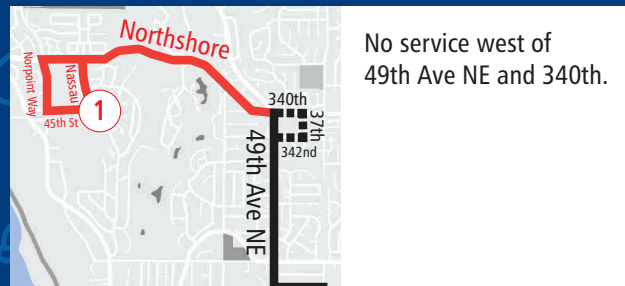 Northshore
Norpoint Way
Nassau
45th St
1
340th
37th
342nd
49th Ave NE
No service west of
49th Ave NE and 340th.